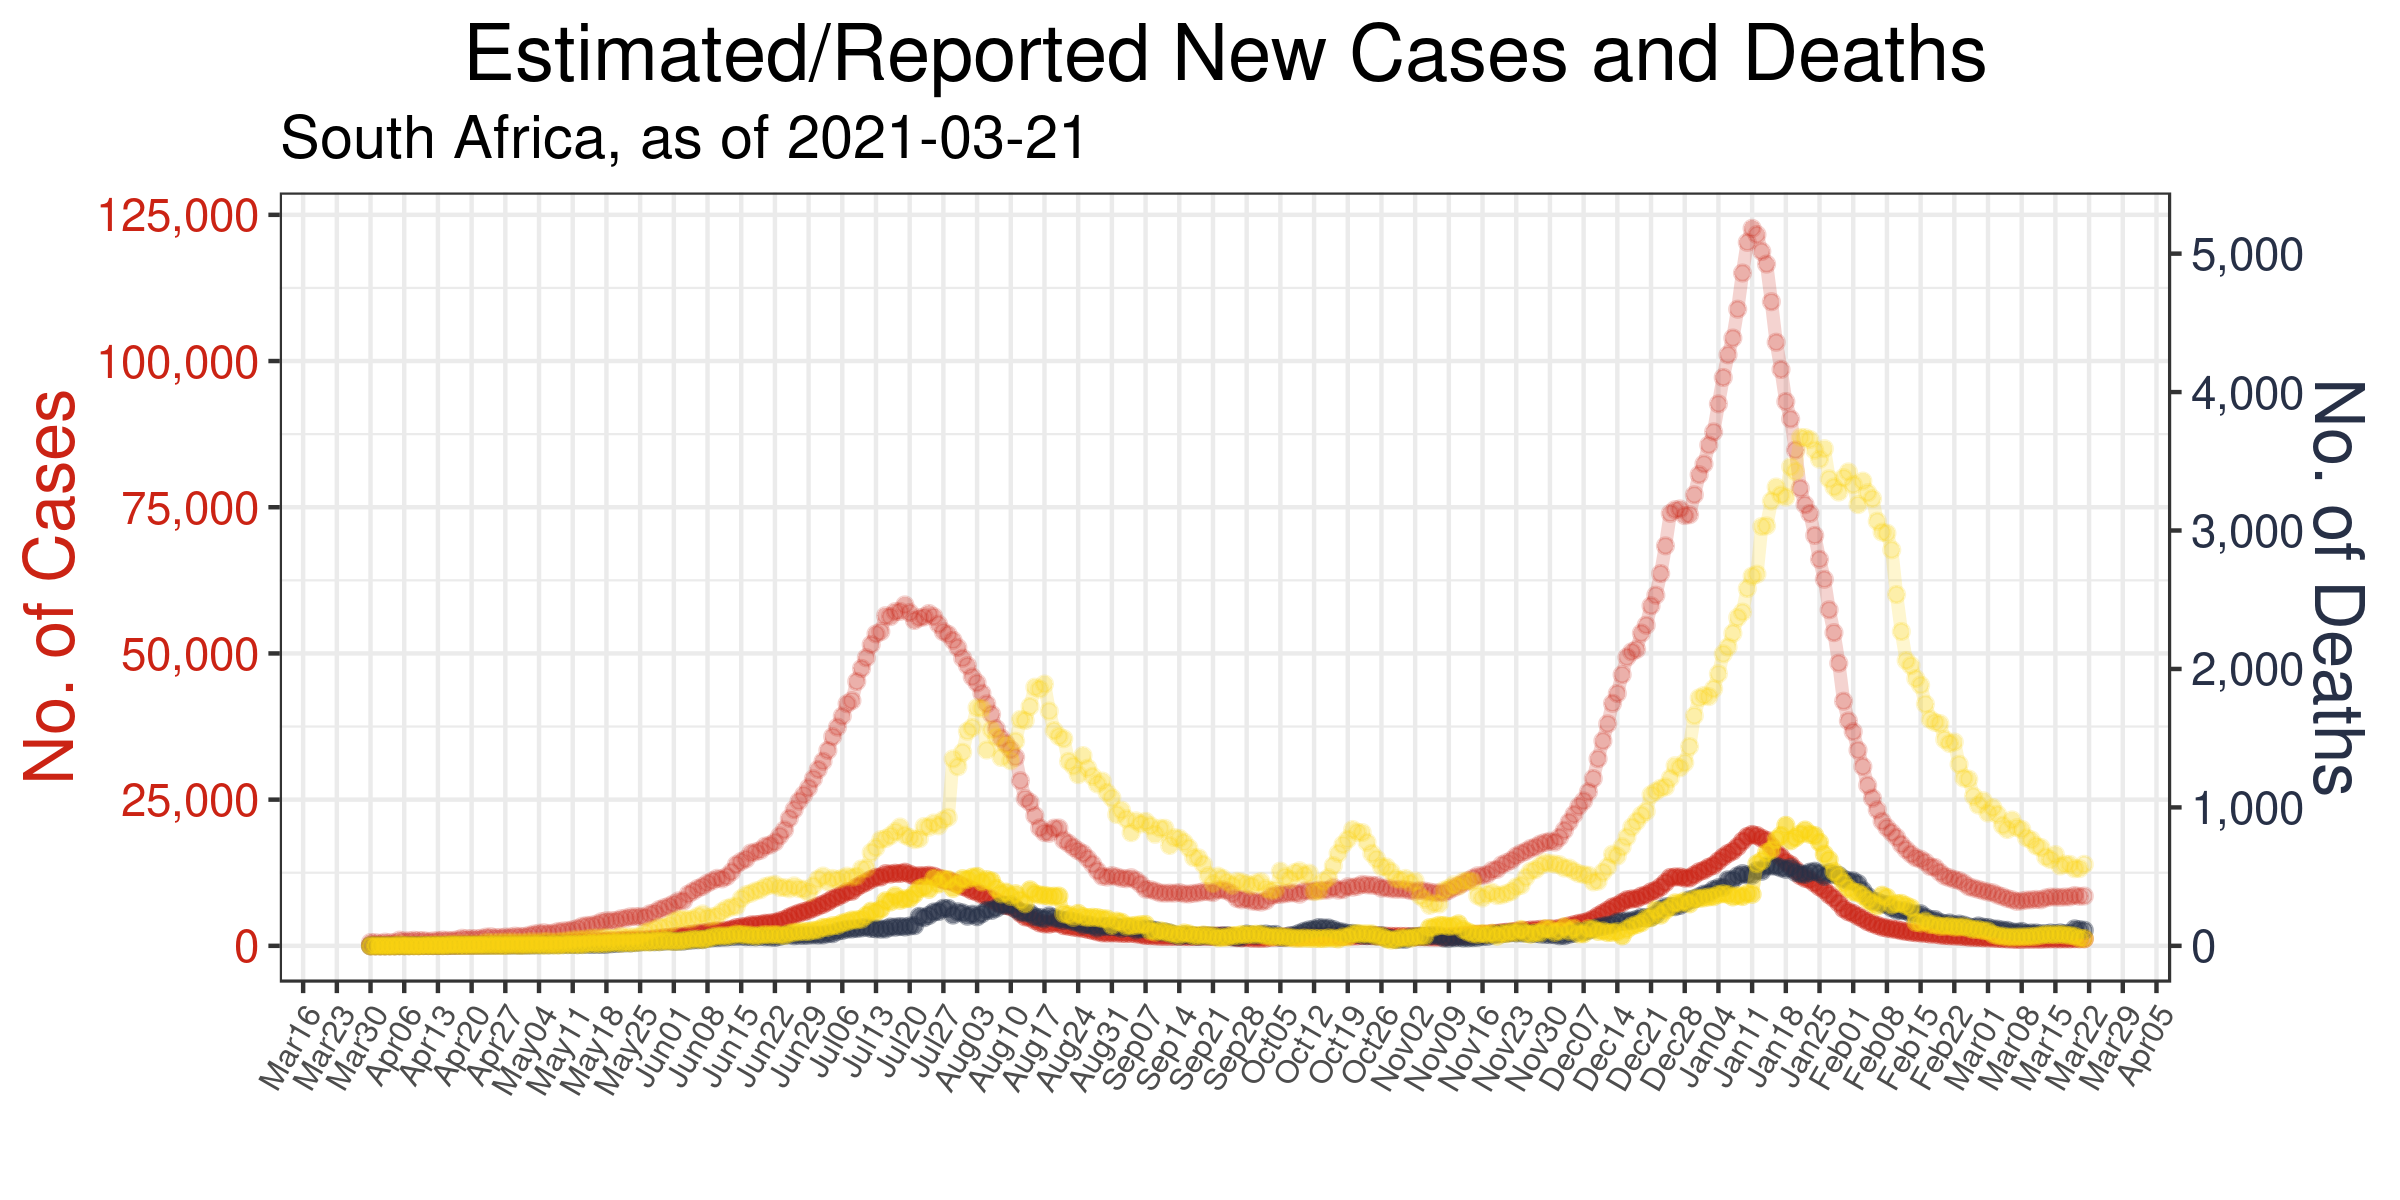 Estimated/Reported New Cases and Deaths
South Africa, as of 2021-03-21
No. of Cases
125,000
100,000
75,000
50,000
25,000
0
5,000
4,000
3,000
2,000
1,000
0
No. of Deaths
Mar16 Mar23 Mar30 Apr06 Apr13 Apr20 Apr27 May04 May11 May18 May25 Jun01 Jun08 Jun15 Jun22 Jun29 Jul06 Jul13 Jul20 Jul27 Aug03 Aug10 Aug17 Aug24 Aug31 Sep07 Sep14 Sep21 Sep28 Oct05 Oct12 Oct19 Oct26 Nov02 Nov09 Nov16 Nov23 Nov30 Dec07 Dec14 Dec21 Dec28 Dec04 Jan04 Jan11 Jan18 Jan25 Feb01 Feb08 Feb15 Feb22 Mar01 Mar08 Mar15 Mar22 Mar29 Apr05